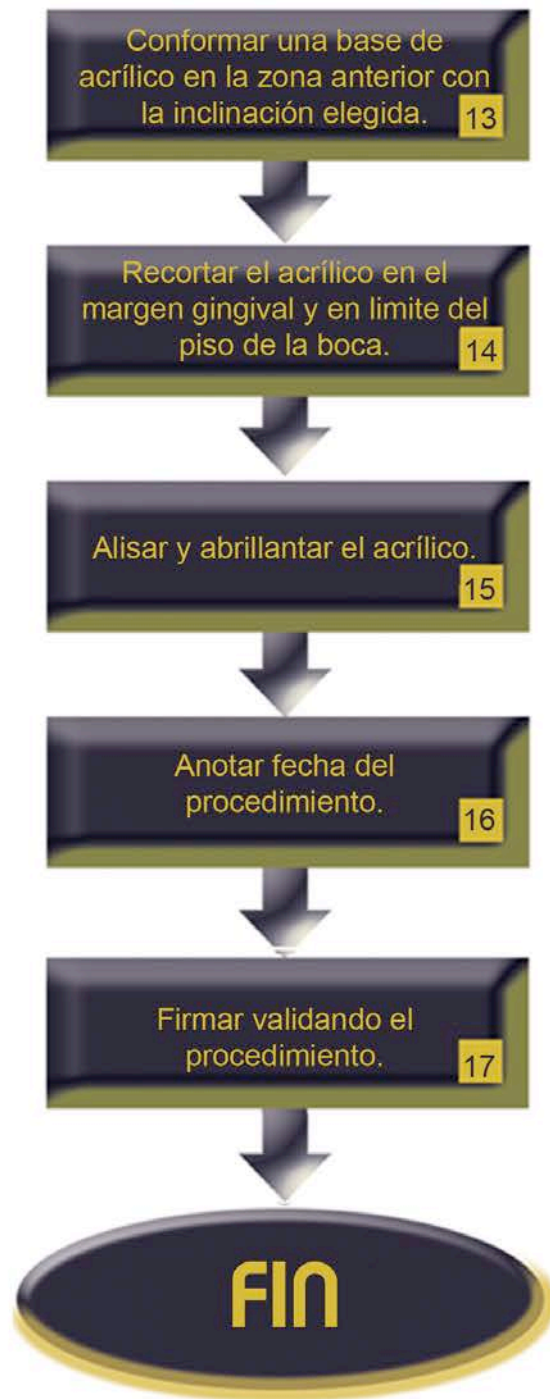 Conformar una base de
acrílico en la zona anterior con
la inclinación elegida.
13
Recortar el acrílico en el
margen gingival y en limite del
piso de la boca.
14
Alisar y abrillantar el acrílico.
15
Anotar fecha del
procedimiento.
16
Firmar validando el
procedimiento.
17
FIN